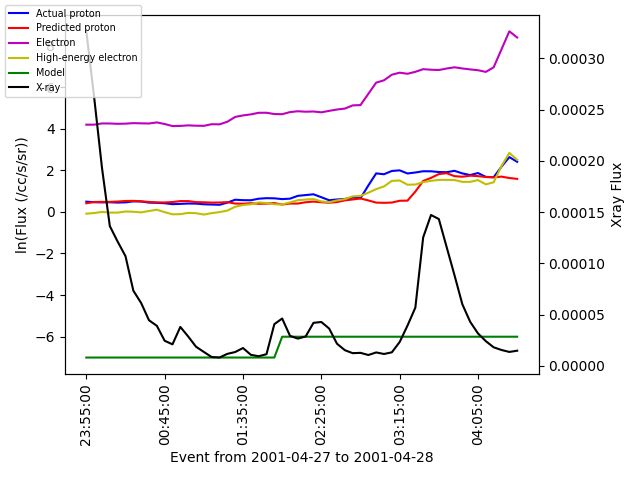 Actual proton
Predicted proton
Electron
High-energy electron
Model
X-ray
8
6
4
2
0
−2
−4
−6
ln(Flux (/cc/s/sr))
0.00030
0.00025
0.00020
0.00015
0.00010
0.00005
0.00000
Xray Flux
23:55:00
00:45:00
01:35:00
02:25:00
03:15:00
04:05:00
Event from 2001-04-27 to 2001-04-28